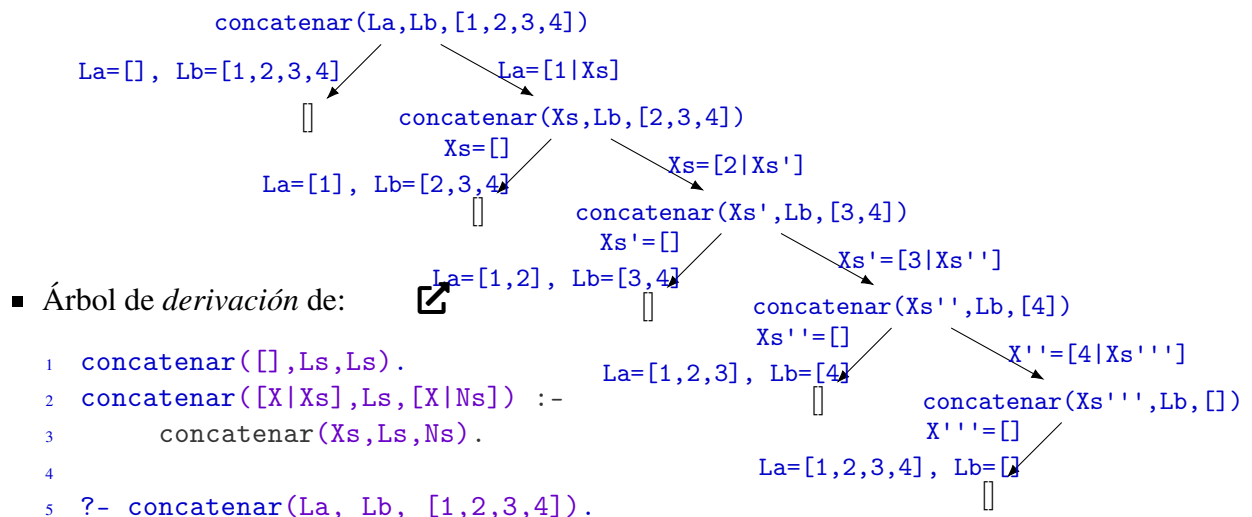 concatenar(La,Lb,[1,2,3,4])
La=[], Lb=[1,2,3,4]
La=[1|Xs]
[]
concatenar(Xs,Lb,[2,3,4])
Xs=[]
Xs=[2|Xs']
La=[1], Lb=[2,3,4]
[]
concatenar(Xs',Lb,[3,4])
Xs'=[]
Xs'=[3|Xs'']
La=[1,2], Lb=[3,4]
[]
concatenar(Xs'',Lb,[4])
Xs''=[]
X''=[4|Xs''']
La=[1,2,3], Lb=[4]
[]
concatenar(Xs''',Lb,[])
X'''=[]
La=[1,2,3,4], Lb=[]
[]
Árbol de derivación de:
1 concatenar([],Ls,Ls).
2 concatenar([X|Xs],Ls,[X|Ns]) :-
3 concatenar(Xs,Ls,Ns).
4
5 ?- concatenar(La, Lb, [1,2,3,4]).